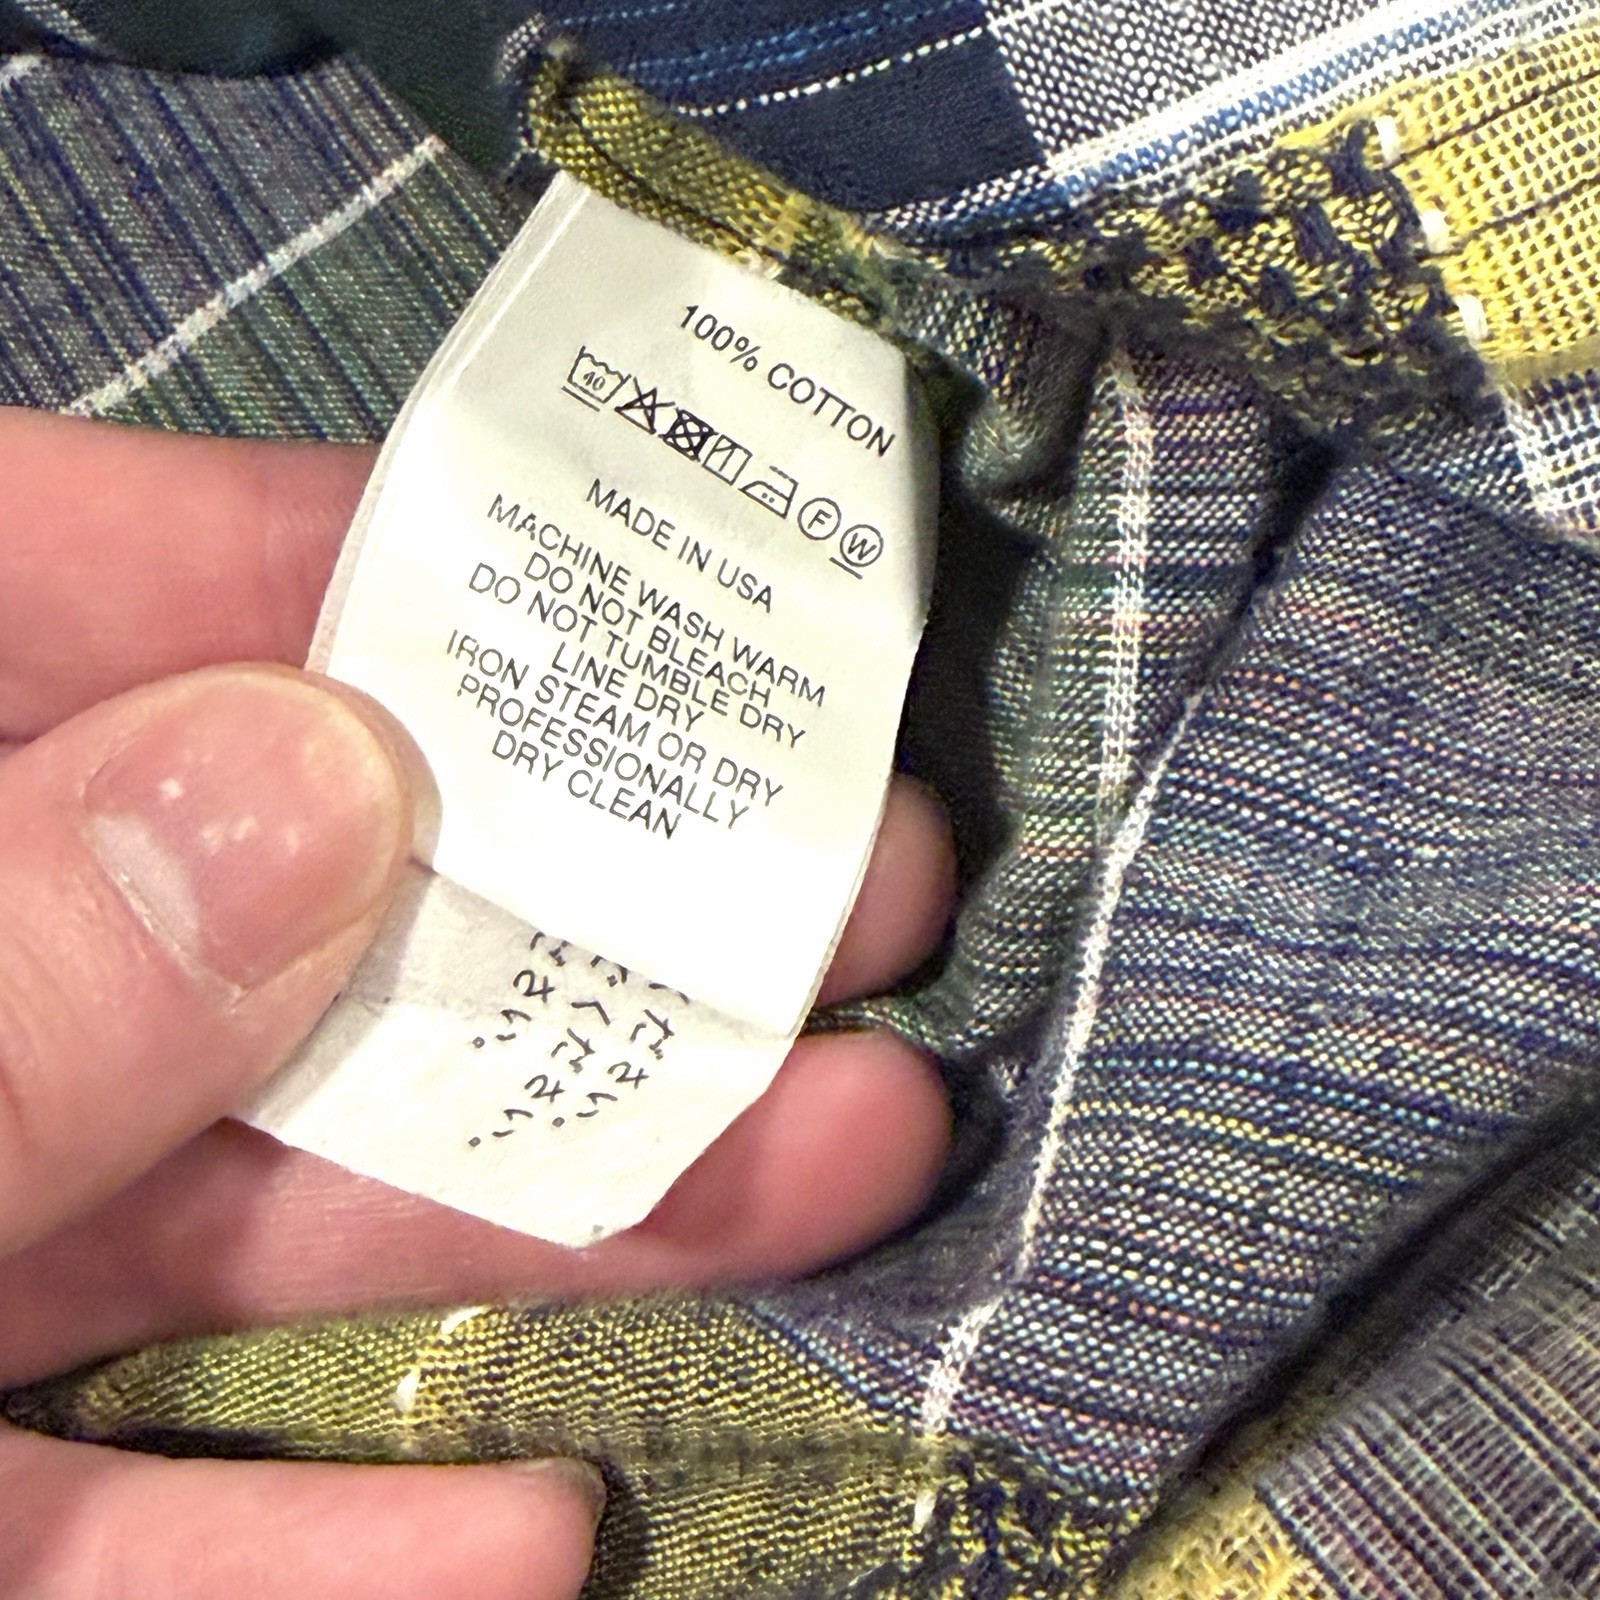 100% COTTON
40 F W
MADE IN USA
MACHINE WASH WARM
DO NOT BLEACH
DO NOT TUMBLE DRY
LINE DRY
IRON STEAM OR DRY
PROFESSIONALLY
DRY CLEAN